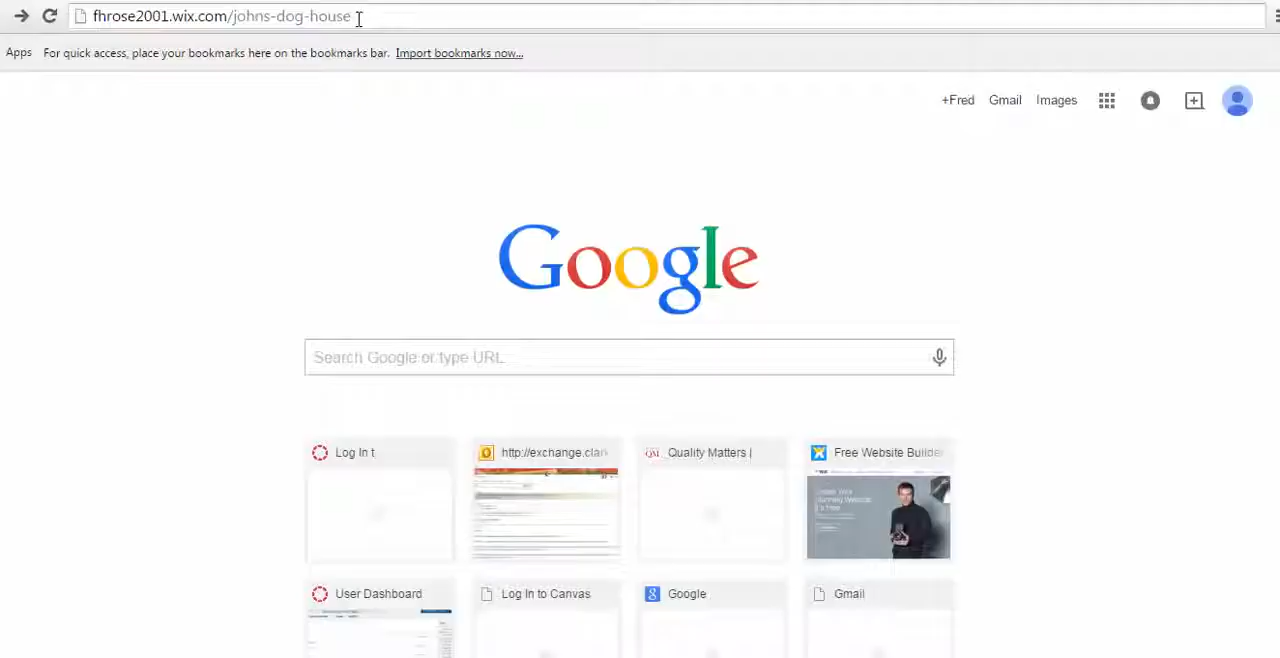 fhrose2001.wix.com/johns-dog-house
Apps For quick access, place your bookmarks here on the bookmarks bar. Import bookmarks now...
+Fred Gmail Images
Google
Search Google or type URL
Log In t
http://exchange.clar
Quality Matters |
Free Website Builder
User Dashboard
Log In to Canvas
Google
Gmail